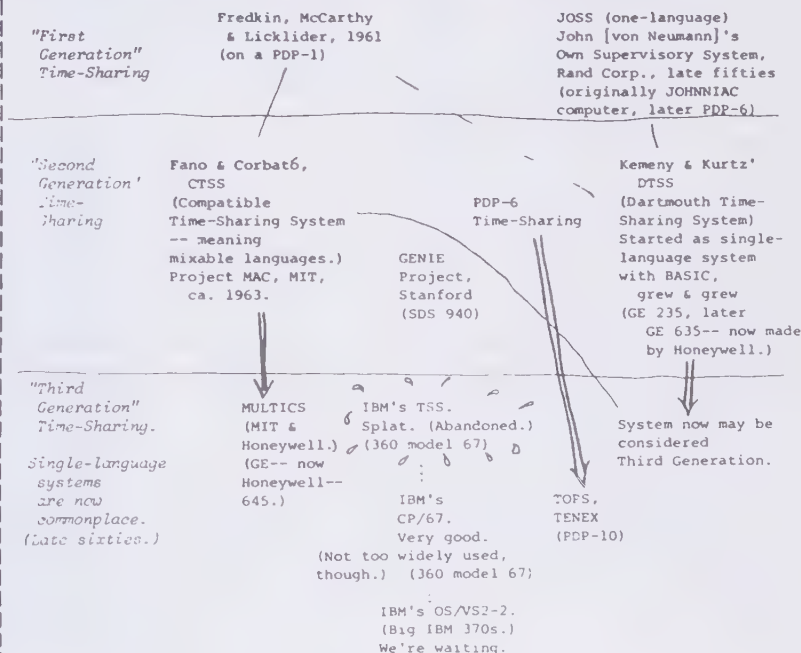 "First
Generation"
Time-Sharing
Fredkin, McCarthy
& Licklider, 1961
(on a PDP-1)
JOSS (one-language)
John [von Neumann]'s
Own Supervisory System,
Rand Corp., late fifties
(originally JOHNNIAC
computer, later PDP-6)
"Second
Generation'
Time-
Sharing
Fano & Corbat6,
CTSS
(Compatible
Time-Sharing System
-- meaning
mixable languages.)
Project MAC, MIT,
ca. 1963.
GENIE
Project,
Stanford
(SDS 940)
PDP-6
Time-Sharing
Kemeny & Kurtz'
DTSS
(Dartmouth Time-
Sharing System)
Started as single-
language system
with BASIC,
grew & grew
(GE 235, later
GE 635-- now made
by Honeywell.)
"Third
Generation"
Time-Sharing.
Single-language
systems
are now
commonplace.
(Late sixties.)
MULTICS
(MIT &
Honeywell.)
(GE-- now
Honeywell--
645.)
IBM's TSS.
Splat. (Abandoned.)
(360 model 67)
IBM's
CP/67.
Very good.
(Not too widely used,
though.) (360 model 67)
IBM's OS/VS2-2.
(Big IBM 370s.)
We're waiting.
TOPS,
TENEX
(PDP-10)
System now may be
considered
Third Generation.